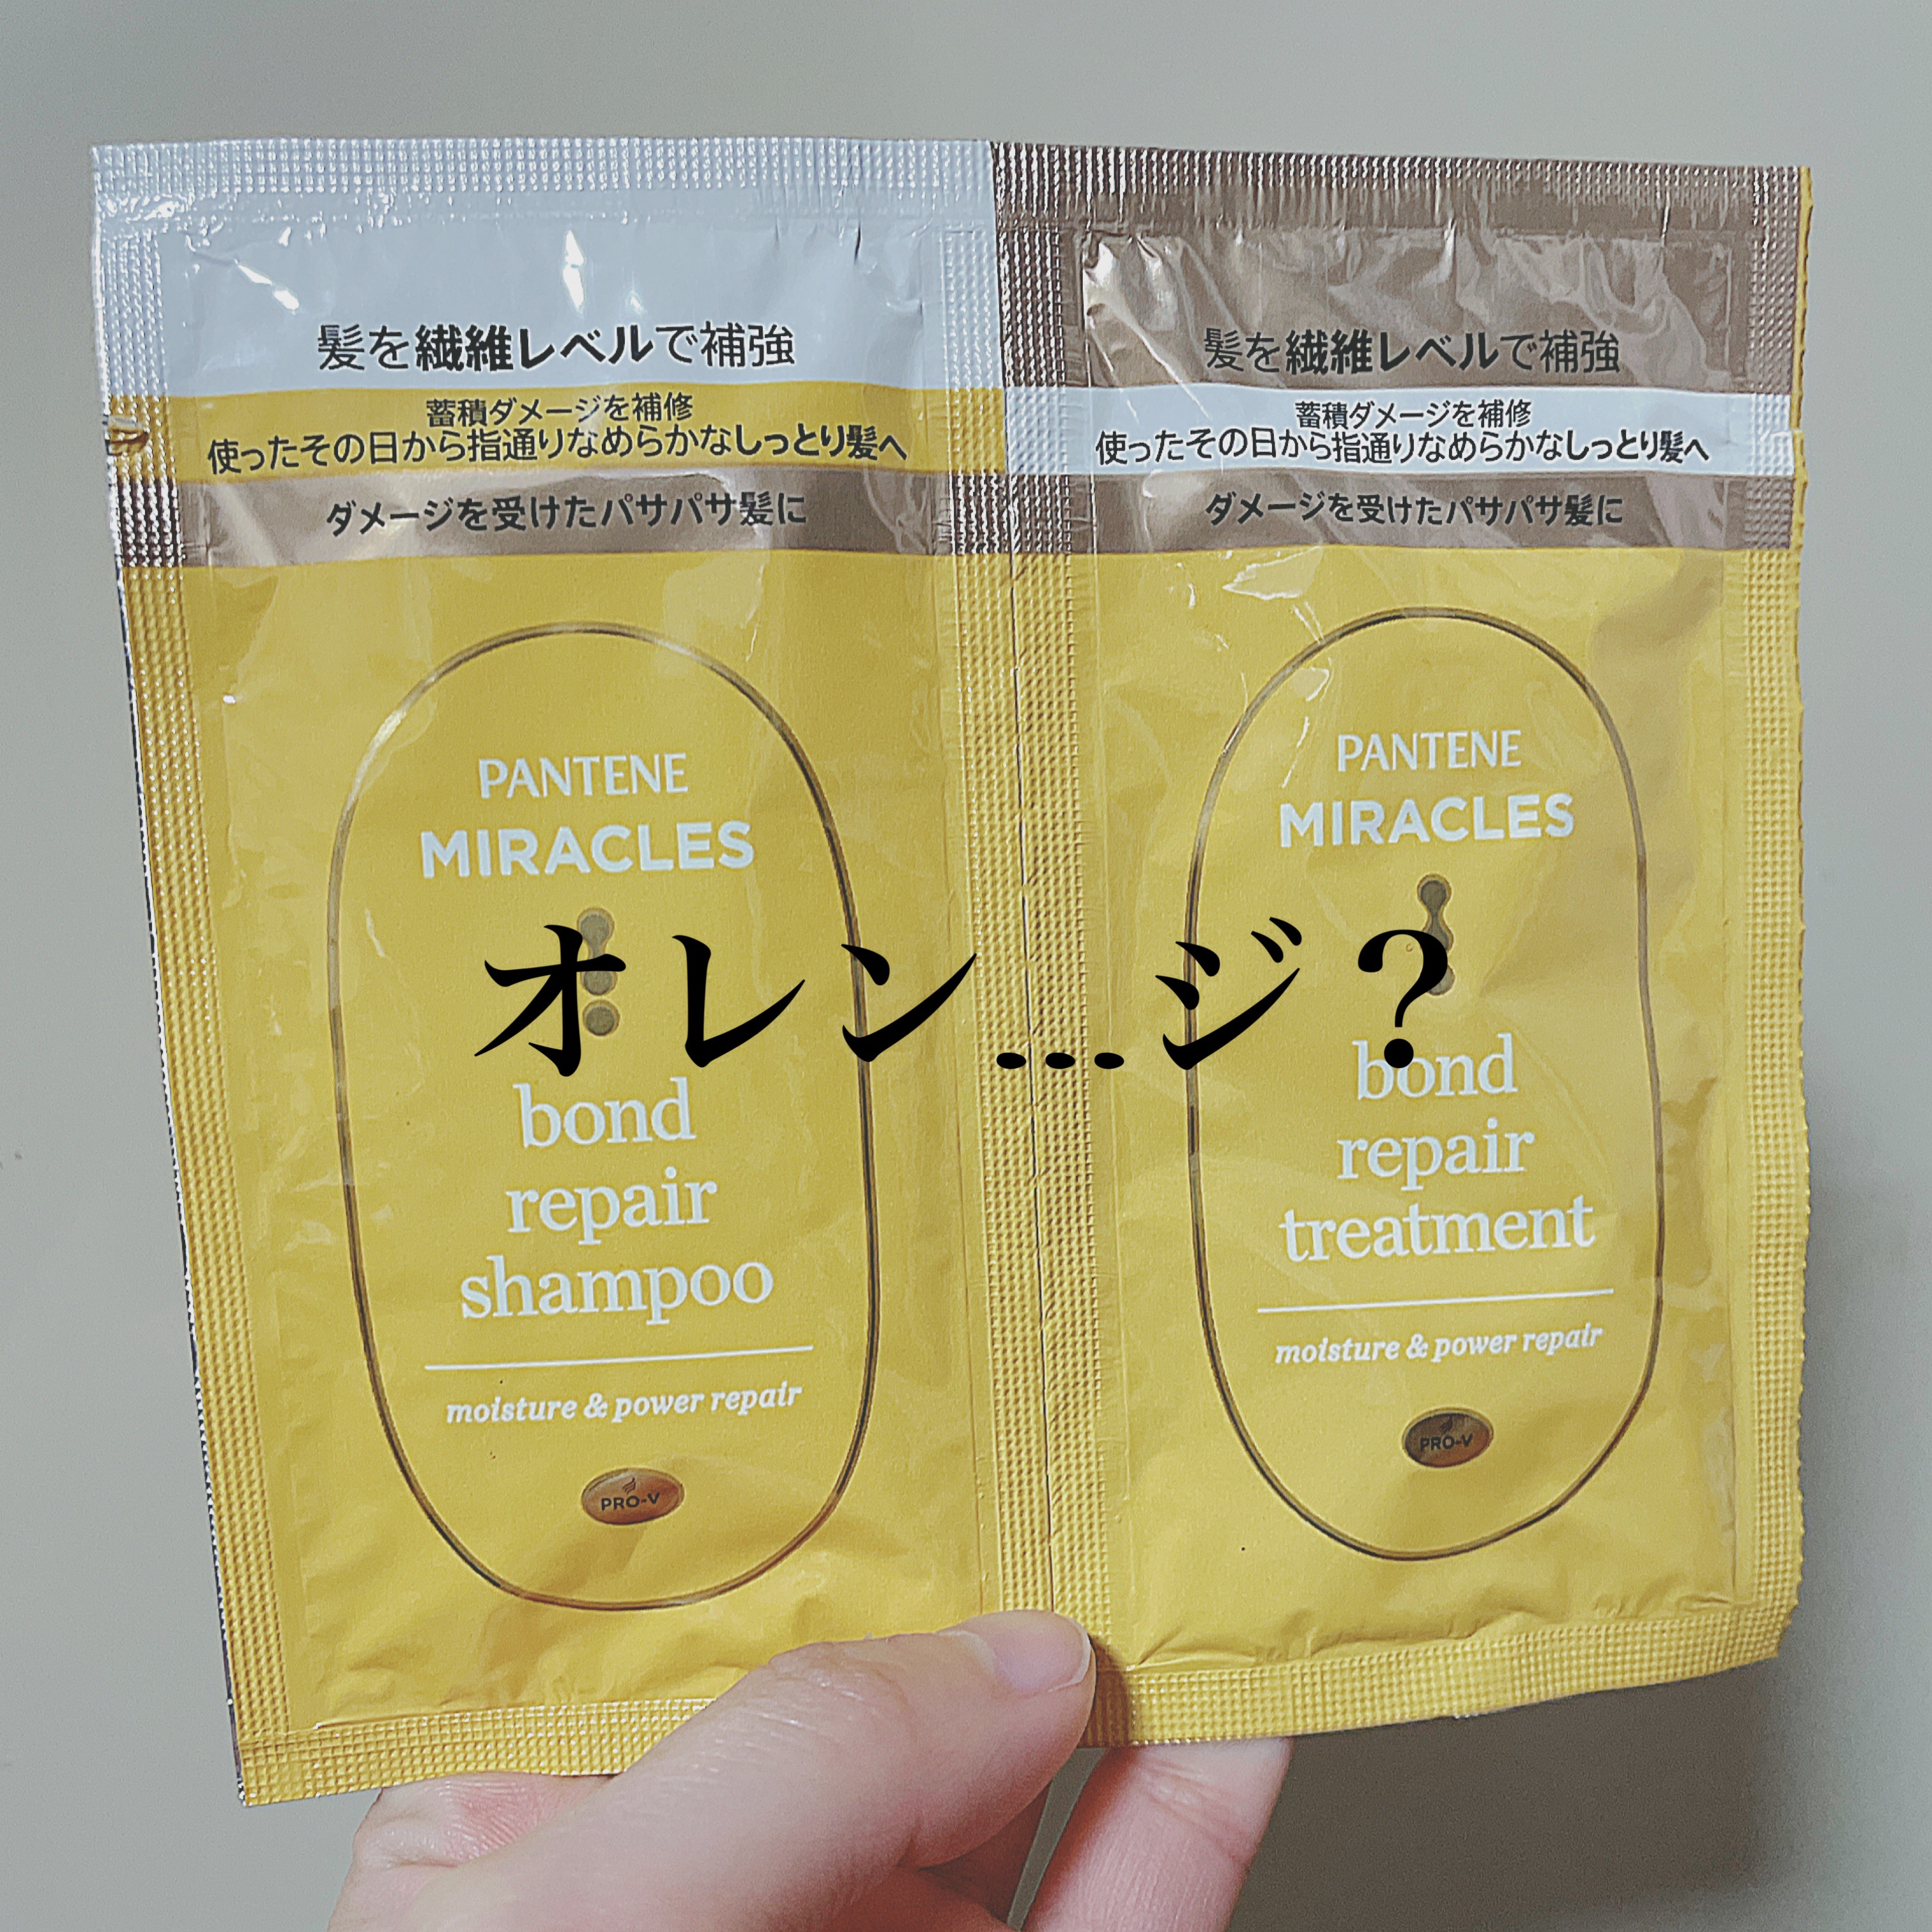 髪を繊維レベルで補強
蓄積ダメージを補修
使ったその日から指通りなめらかなしっとり髪へ
ダメージを受けたパサパサ髪に
PANTENE
MIRACLES
bond
repair
shampoo
moisture & power repair
PRO-V
髪を繊維レベルで補強
蓄積ダメージを補修
使ったその日から指通りなめらかなしっとり髪へ
ダメージを受けたパサパサ髪に
PANTENE
MIRACLES
bond
repair
treatment
moisture & power repair
PRO-V
オレン...ジ？